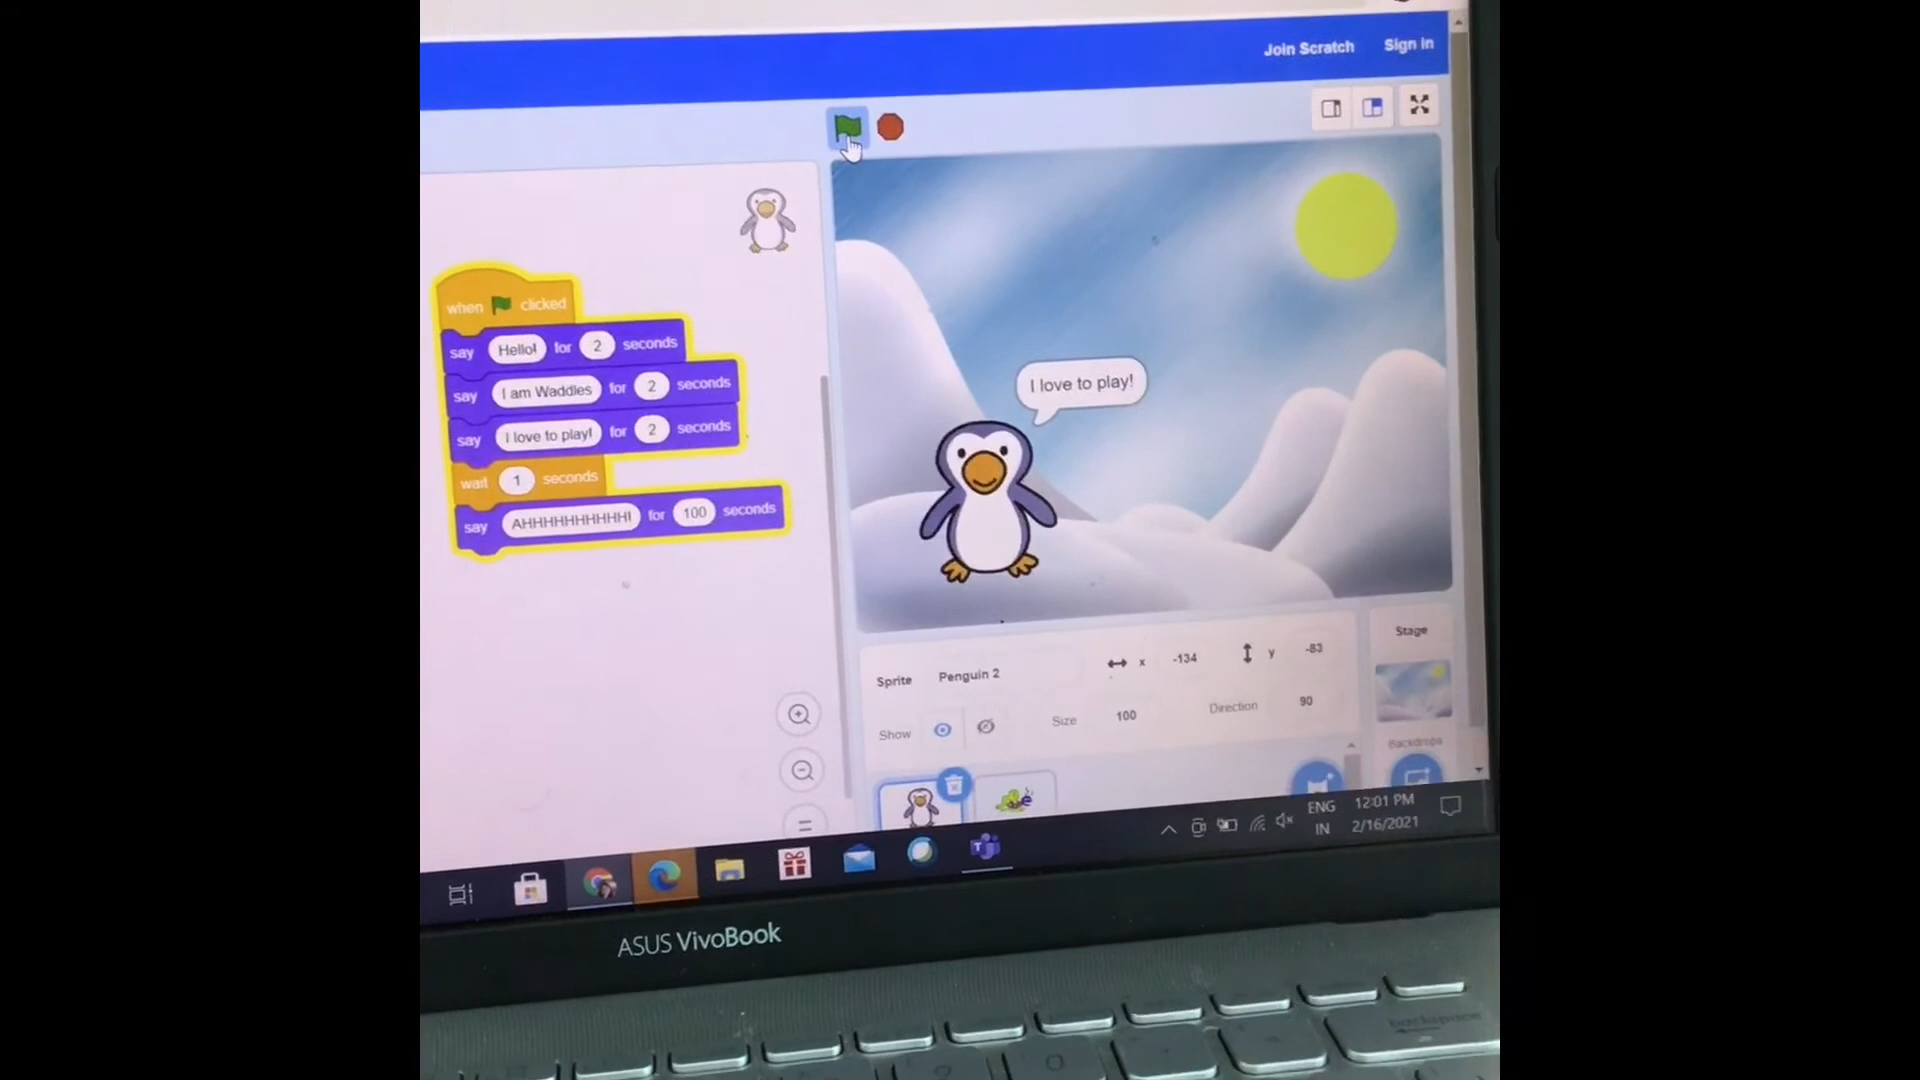 Join Scratch Sign in
when clicked
say Hello! for 2 seconds
say I am Waddles for 2 seconds
say I love to play! for 2 seconds
wait 1 seconds
say AHHHHHHHHHH! for 100 seconds
I love to play!
Sprite Penguin 2 x -134 y -83
Show Size 100 Direction 90
Stage
Backdrops
ENG
IN
12:01 PM
2/16/2021
ASUS VivoBook
backspace